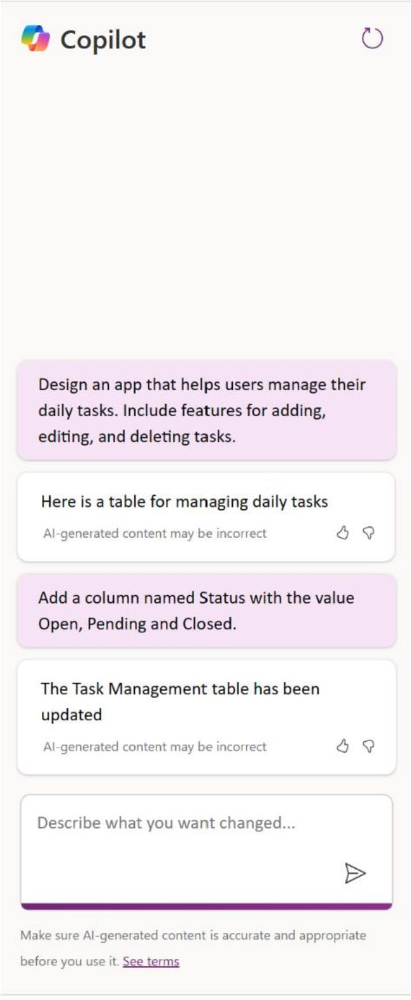 Copilot
Design an app that helps users manage their
daily tasks. Include features for adding,
editing, and deleting tasks.
Here is a table for managing daily tasks
AI-generated content may be incorrect
Add a column named Status with the value
Open, Pending and Closed.
The Task Management table has been
updated
AI-generated content may be incorrect
Describe what you want changed...
Make sure AI-generated content is accurate and appropriate
before you use it. See terms